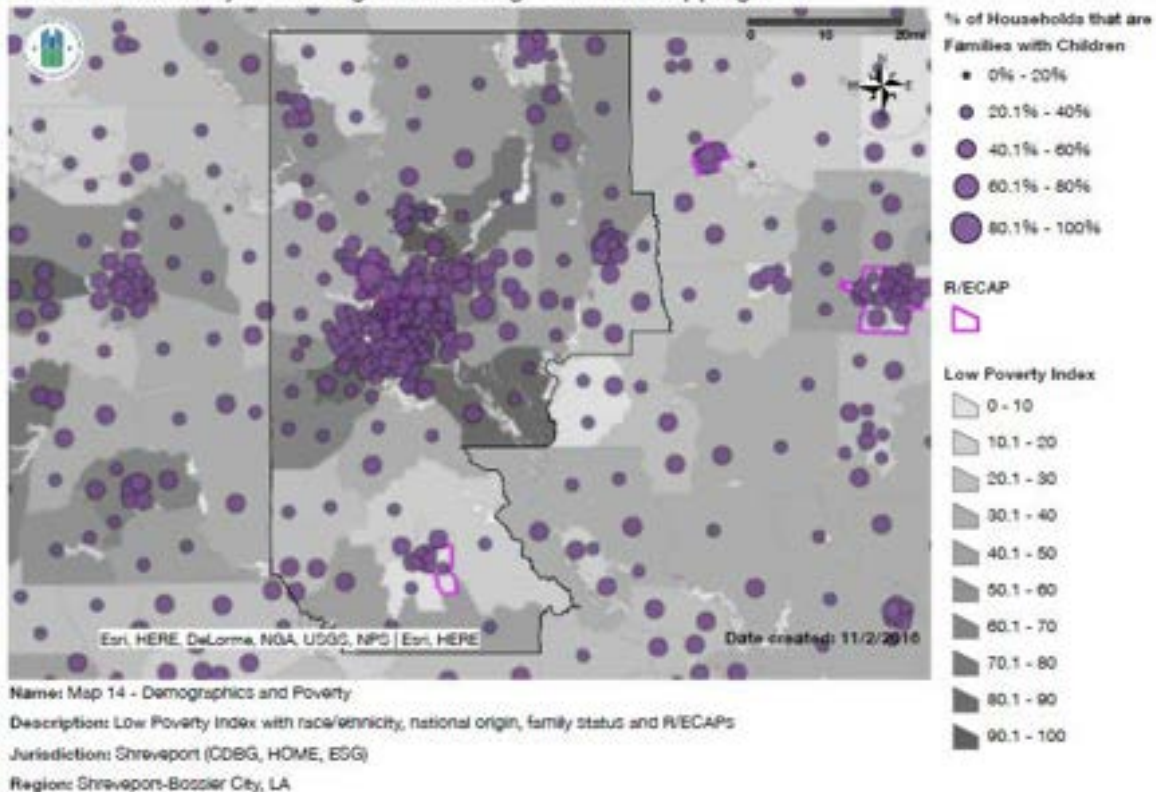 % of Households that are
Families with Children
0% - 20%
20.1% - 40%
40.1% - 60%
60.1% - 80%
80.1% - 100%
R/ECAP
Low Poverty Index
0 - 10
10.1 - 20
20.1 - 30
30.1 - 40
40.1 - 50
50.1 - 60
60.1 - 70
70.1 - 80
80.1 - 90
90.1 - 100
0 10 20mi
N
E
Esri, HERE, DeLorme, NGA, USGS, NPS | Esri, HERE
Date created: 11/2/2016
Name: Map 14 - Demographics and Poverty
Description: Low Poverty Index with race/ethnicity, national origin, family status and R/ECAPs
Jurisdiction: Shreveport (CDBG, HOME, ESG)
Region: Shreveport-Bossier City, LA